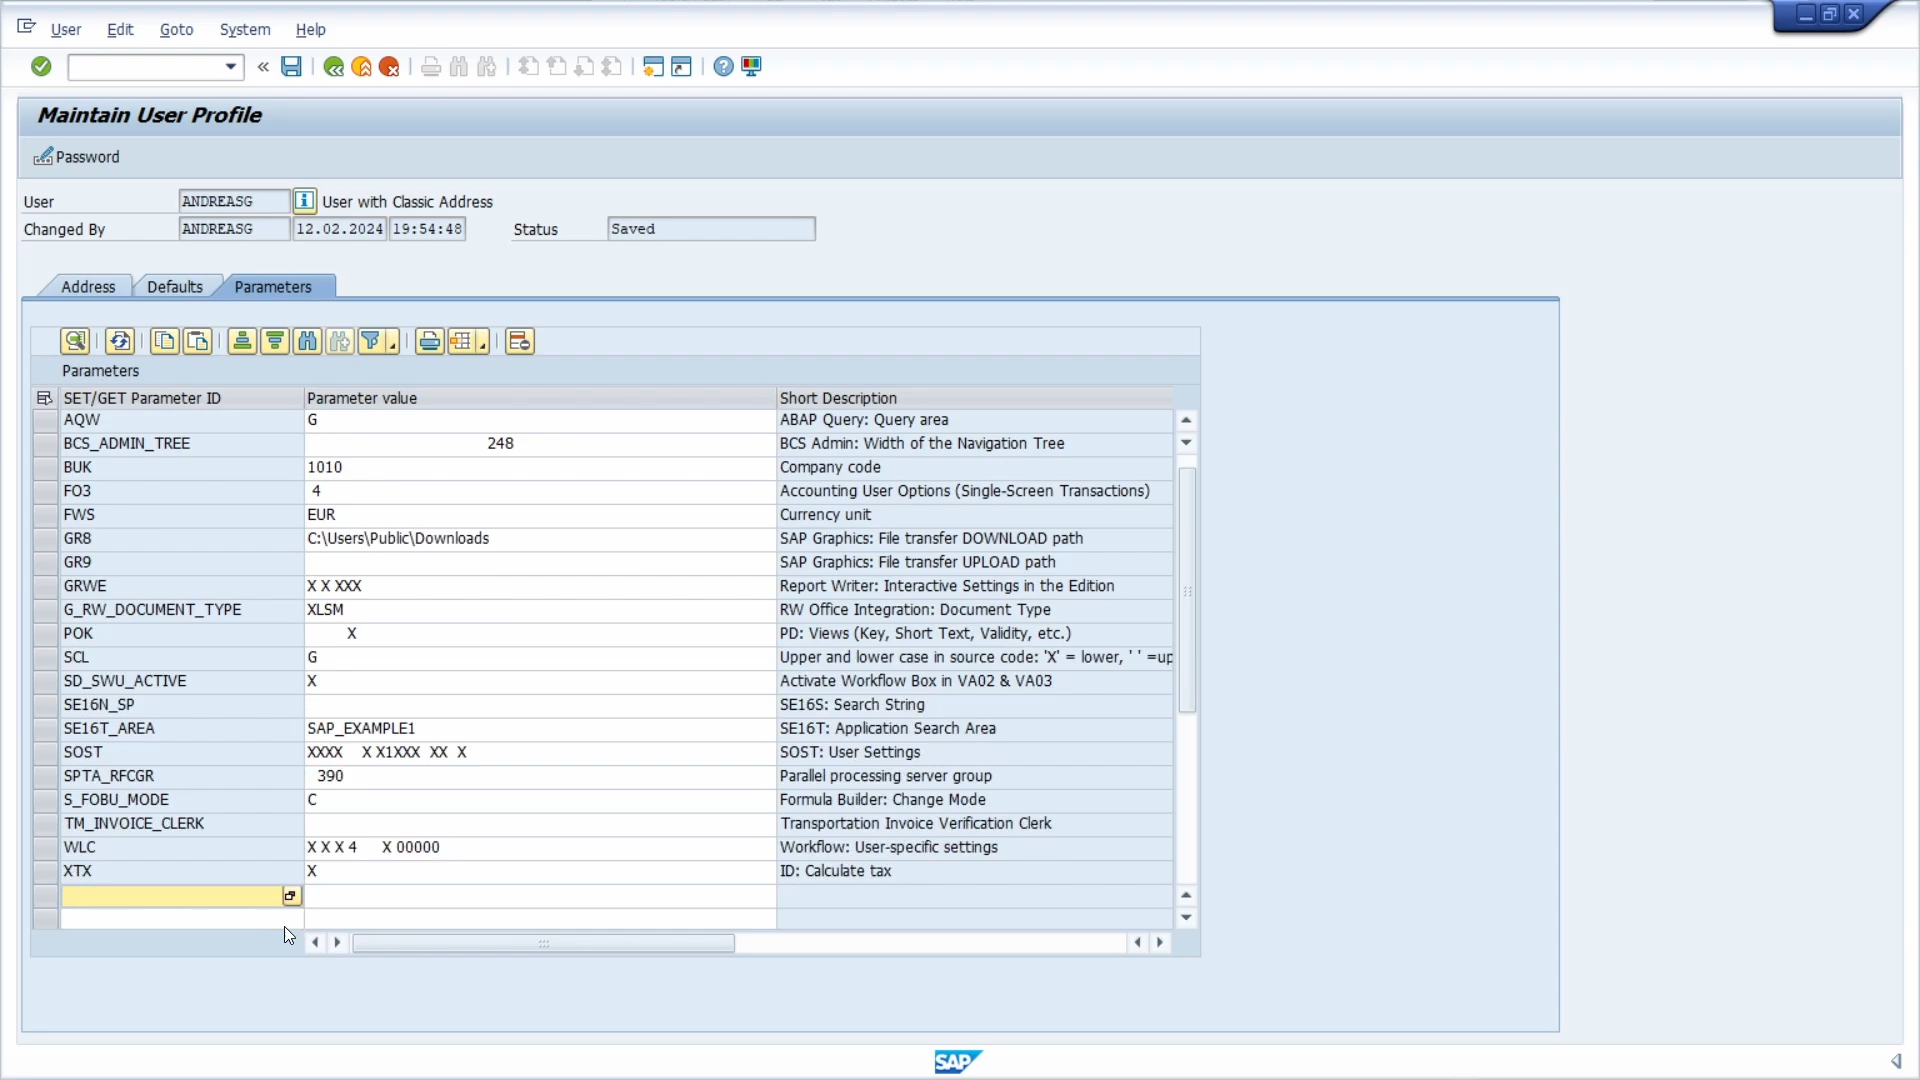 User Edit Goto System Help
Maintain User Profile
Password
User ANDREASG User with Classic Address
Changed By ANDREASG 12.02.2024 19:54:48 Status Saved
Address Defaults Parameters
Parameters
SET/GET Parameter ID Parameter value Short Description
AQW G ABAP Query: Query area
BCS_ADMIN_TREE 248 BCS Admin: Width of the Navigation Tree
BUK 1010 Company code
FO3 4 Accounting User Options (Single-Screen Transactions)
FWS EUR Currency unit
GR8 C:\Users\Public\Downloads SAP Graphics: File transfer DOWNLOAD path
GR9 SAP Graphics: File transfer UPLOAD path
GRWE X X XXX Report Writer: Interactive Settings in the Edition
G_RW_DOCUMENT_TYPE XLSM RW Office Integration: Document Type
POK X PD: Views (Key, Short Text, Validity, etc.)
SCL G Upper and lower case in source code: 'X' = lower, ' ' =up
SD_SWU_ACTIVE X Activate Workflow Box in VA02 & VA03
SE16N_SP SE16S: Search String
SE16T_AREA SAP_EXAMPLE1 SE16T: Application Search Area
SOST XXXX X X1XXX XX X SOST: User Settings
SPTA_RFCGR 390 Parallel processing server group
S_FOBU_MODE C Formula Builder: Change Mode
TM_INVOICE_CLERK Transportation Invoice Verification Clerk
WLC X X X 4 X 00000 Workflow: User-specific settings
XTX X ID: Calculate tax
SAP